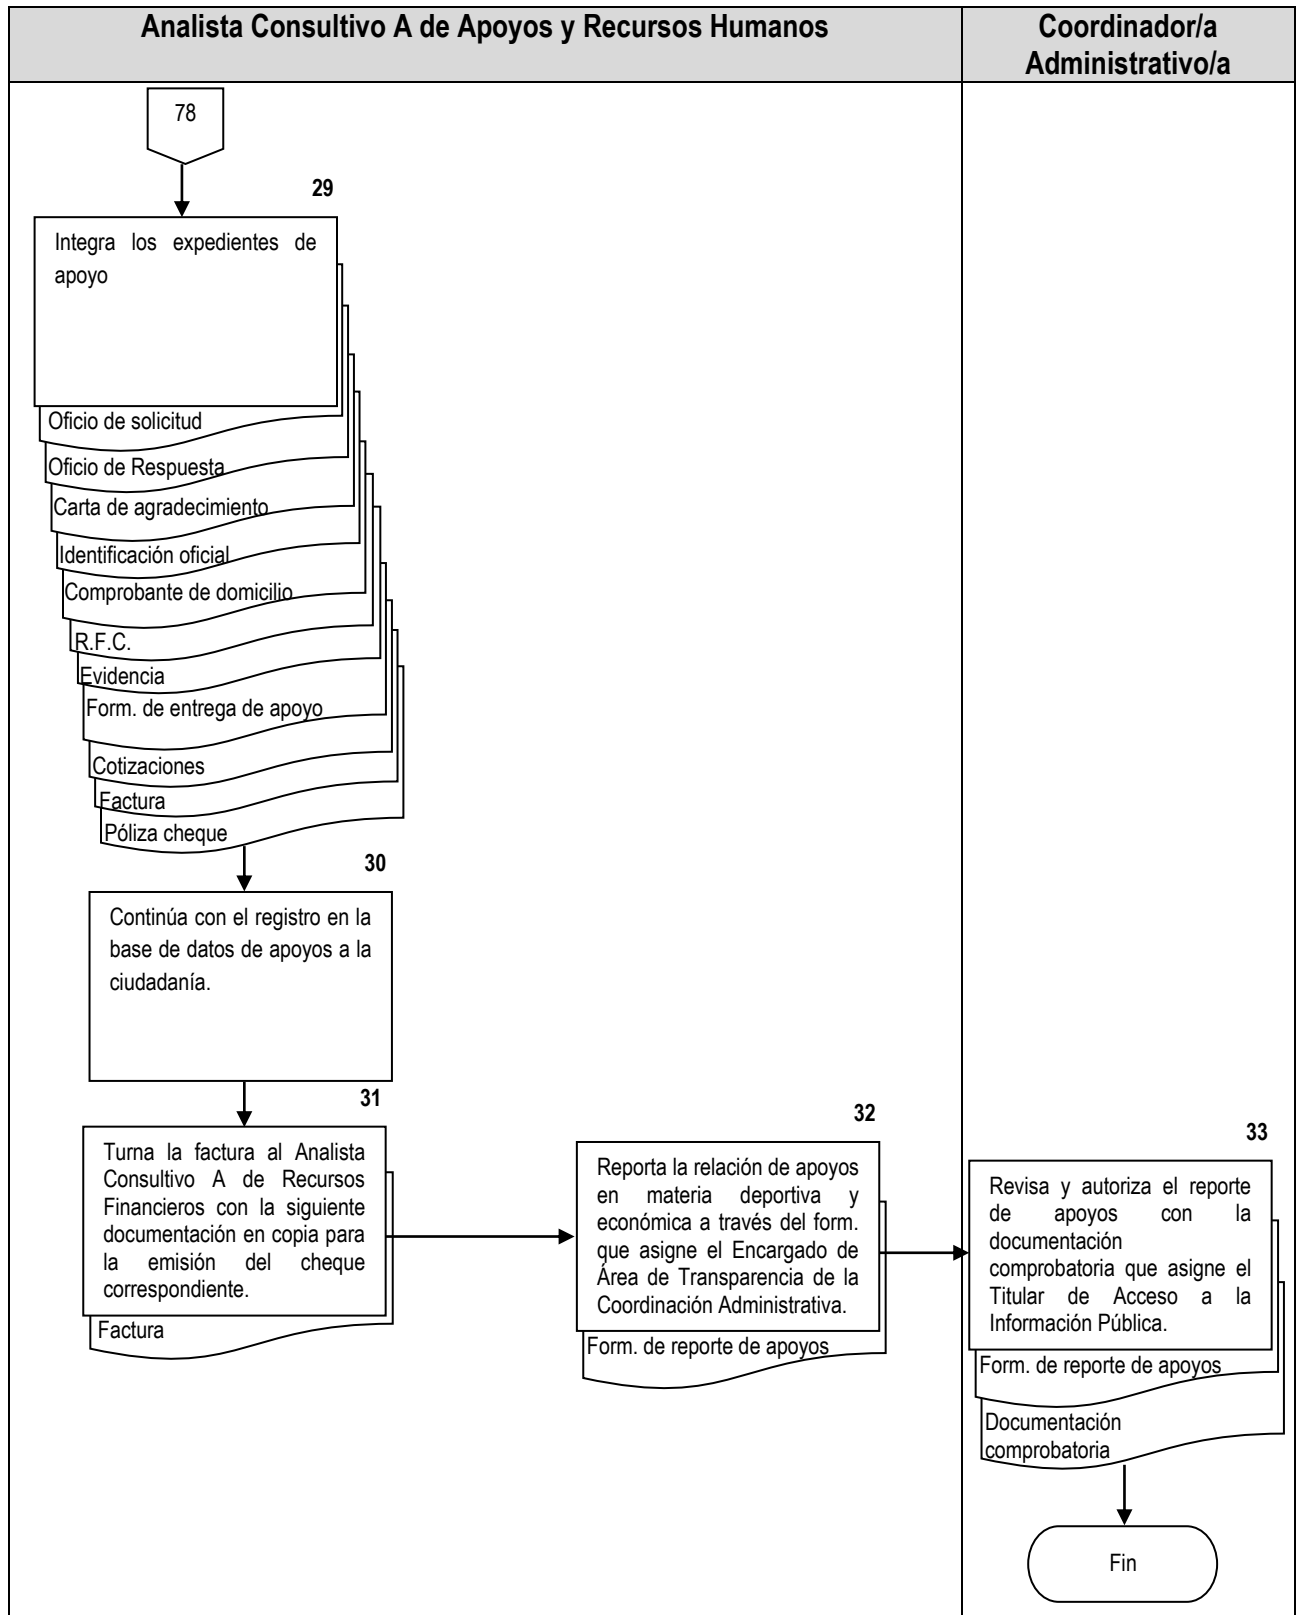 Analista Consultivo A de Apoyos y Recursos Humanos
Coordinador/a
Administrativo/a
78
29
Integra los expedientes de
apoyo
Oficio de solicitud
Oficio de Respuesta
Carta de agradecimiento
Identificación oficial
Comprobante de domicilio
R.F.C.
Evidencia
Form. de entrega de apoyo
Cotizaciones
Factura
Póliza cheque
30
Continúa con el registro en la
base de datos de apoyos a la
ciudadanía.
31
Turna la factura al Analista
Consultivo A de Recursos
Financieros con la siguiente
documentación en copia para
la emisión del cheque
correspondiente.
Factura
32
Reporta la relación de apoyos
en materia deportiva y
económica a través del form.
que asigne el Encargado de
Área de Transparencia de la
Coordinación Administrativa.
Form. de reporte de apoyos
33
Revisa y autoriza el reporte
de apoyos con la
documentación
comprobatoria que asigne el
Titular de Acceso a la
Información Pública.
Form. de reporte de apoyos
Documentación
comprobatoria
Fin